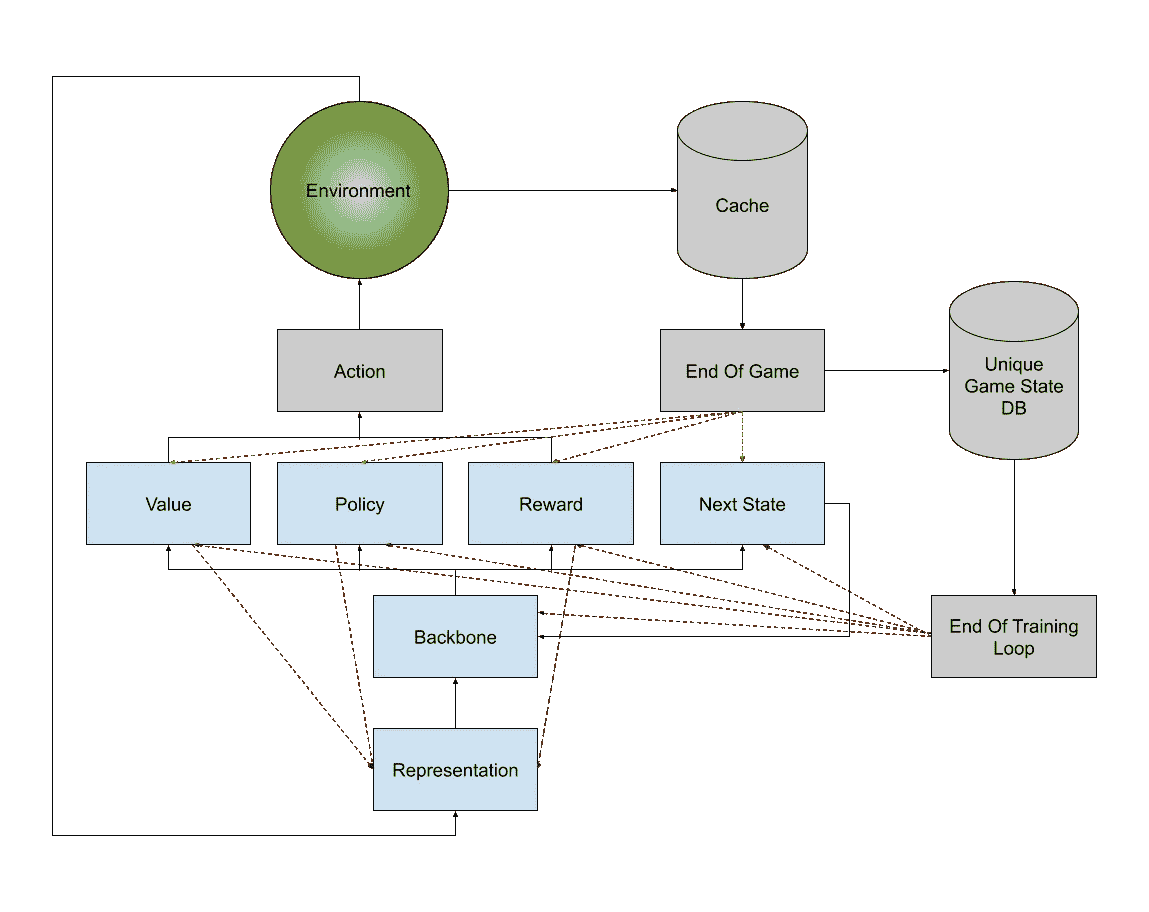 Environment
Cache
Action
End Of Game
Unique
Game State
DB
Value
Policy
Reward
Next State
Backbone
End Of Training
Loop
Representation